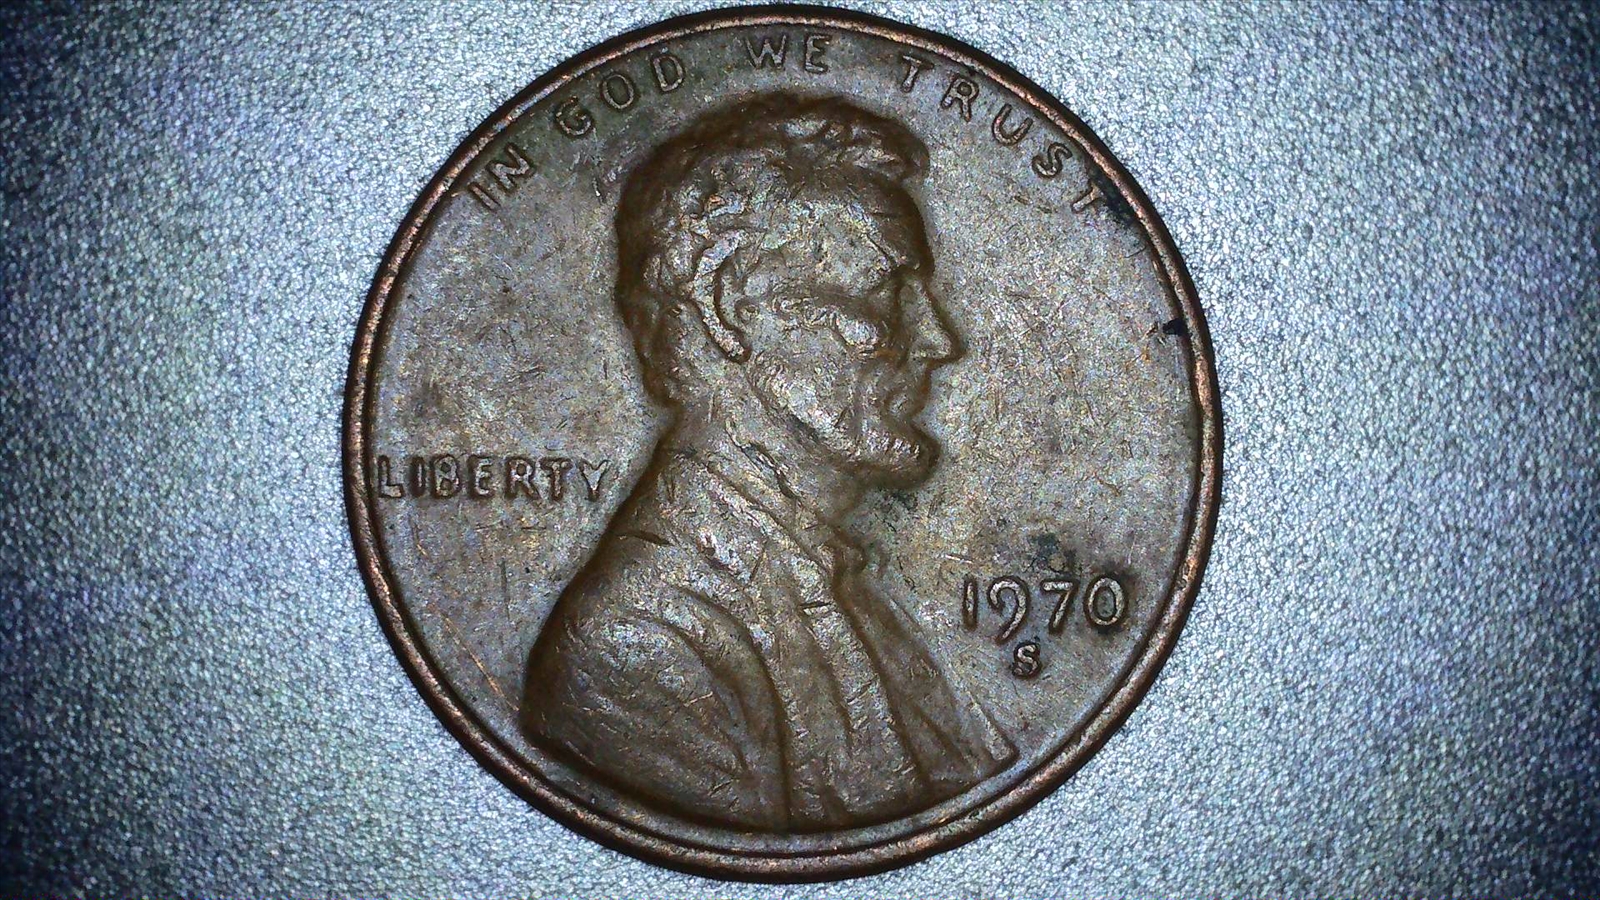 IN GOD WE TRUST
LIBERTY
1970
S